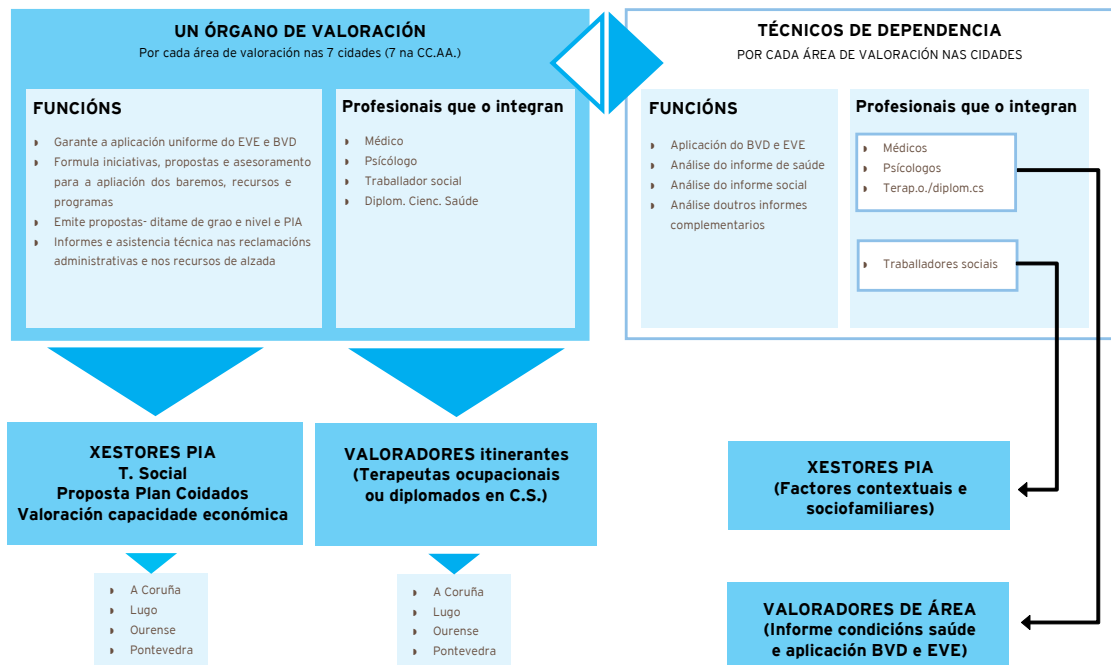 UN ÓRGANO DE VALORACIÓN
Por cada área de valoración nas 7 cidades (7 na CC.AA.)
FUNCIÓNS
Garante a aplicación uniforme do EVE e BVD
Formula iniciativas, propostas e asesoramento
para a apliación dos baremos, recursos e
programas
Emite propostas- ditame de grao e nivel e PIA
Informes e asistencia técnica nas reclamacións
administrativas e nos recursos de alzada
Profesionais que o integran
Médico
Psícólogo
Traballador social
Diplom. Cienc. Saúde
TÉCNICOS DE DEPENDENCIA
POR CADA ÁREA DE VALORACIÓN NAS CIDADES
FUNCIÓNS
Aplicación do BVD e EVE
Análise do informe de saúde
Análise do informe social
Análise doutros informes
complementarios
Profesionais que o integran
Médicos
Psícologos
Terap.o./diplom.cs
Traballadores sociais
XESTORES PIA
T. Social
Proposta Plan Coidados
Valoración capacidade económica
VALORADORES itinerantes
(Terapeutas ocupacionais
ou diplomados en C.S.)
XESTORES PIA
(Factores contextuais e
sociofamiliares)
A Coruña
Lugo
Ourense
Pontevedra
A Coruña
Lugo
Ourense
Pontevedra
VALORADORES DE ÁREA
(Informe condicións saúde
e aplicación BVD e EVE)